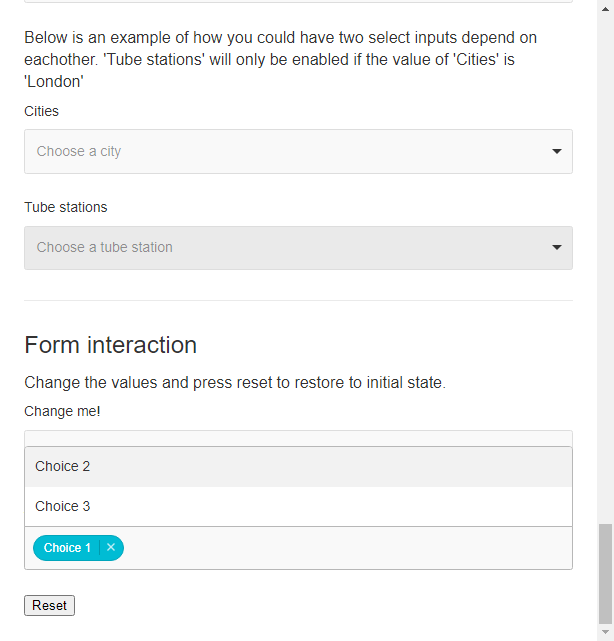 Below is an example of how you could have two select inputs depend on
eachother. 'Tube stations' will only be enabled if the value of 'Cities' is
'London'
Cities
Choose a city
Tube stations
Choose a tube station
Form interaction
Change the values and press reset to restore to initial state.
Change me!
Choice 2
Choice 3
Choice 1
Reset